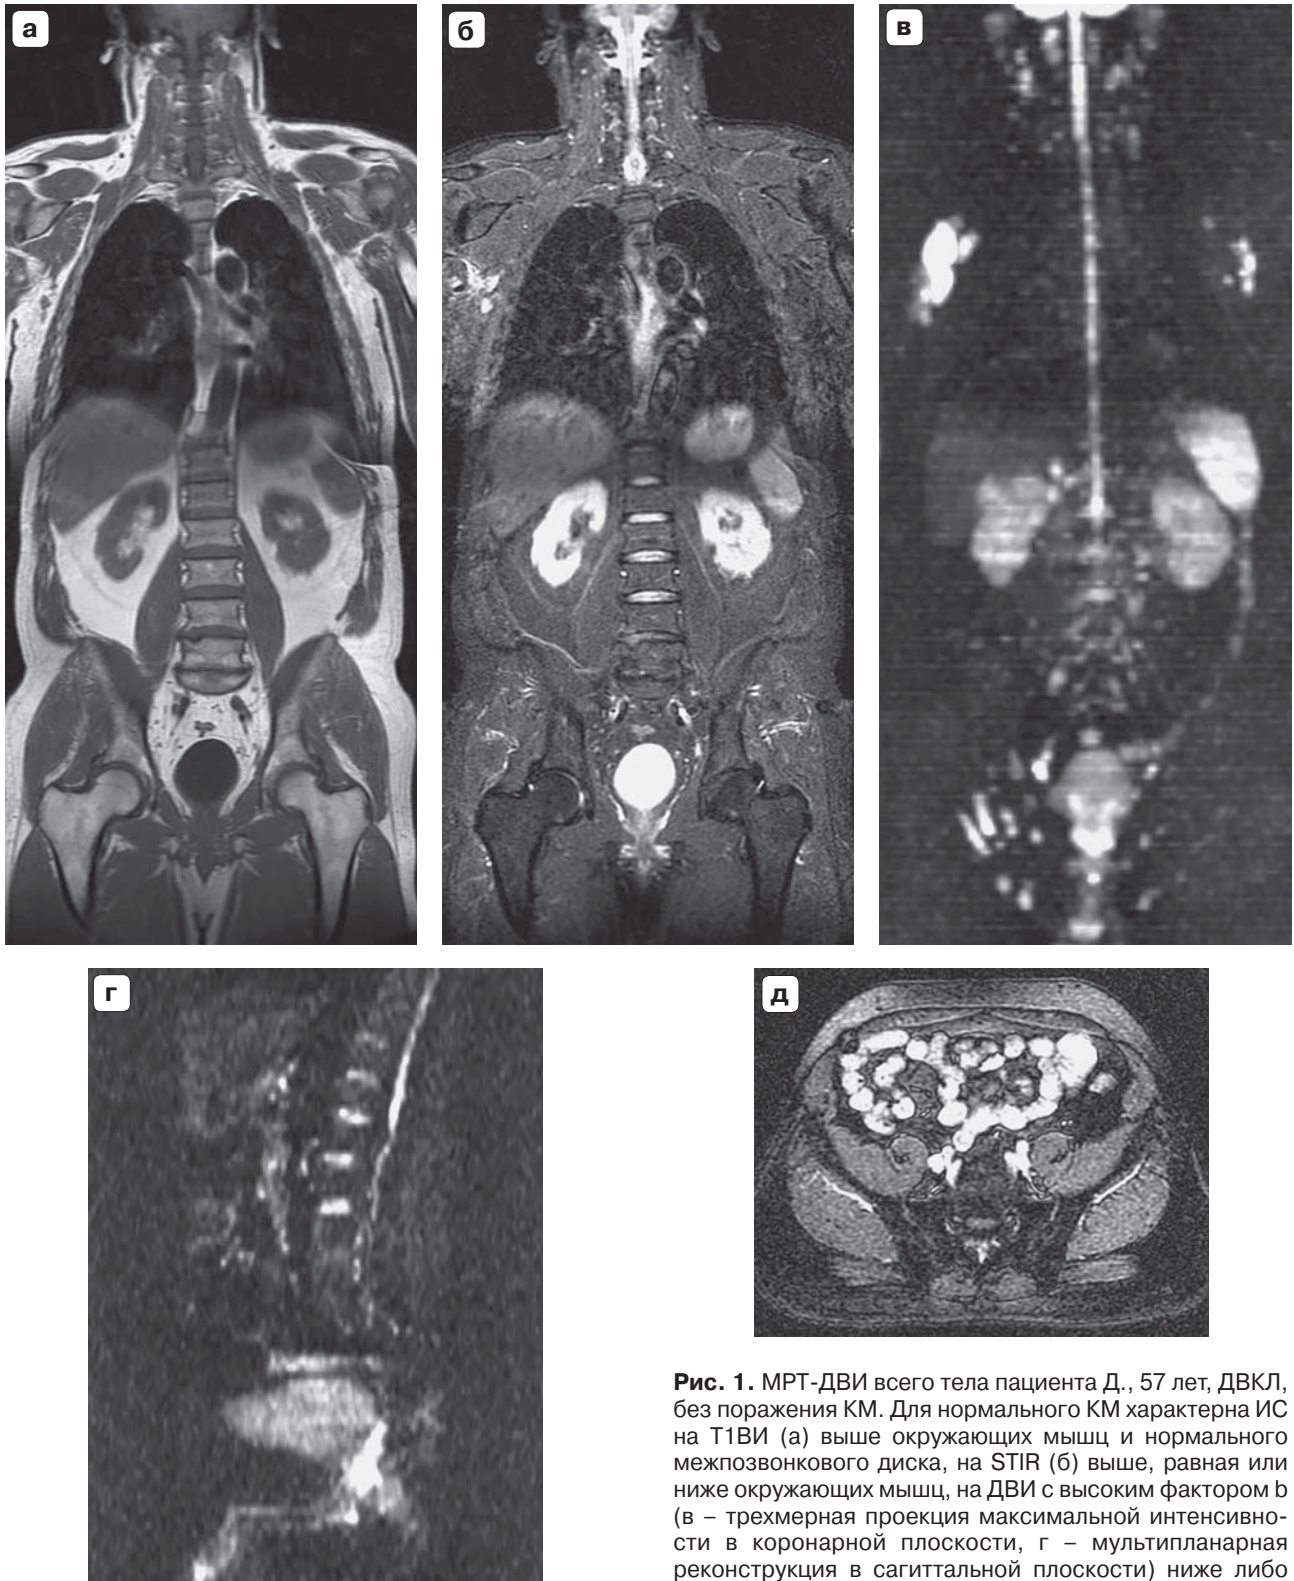 а
б
в
г
д
Рис. 1. МРТ-ДВИ всего тела пациента Д., 57 лет, ДВКЛ,
без поражения КМ. Для нормального КМ характерна ИС
на Т1ВИ (а) выше окружающих мышц и нормального
межпозвонкового диска, на STIR (б) выше, равная или
ниже окружающих мышц, на ДВИ с высоким фактором b
(в – трехмерная проекция максимальной интенсивно-
сти в коронарной плоскости, г – мультипланарная
реконструкция в сагиттальной плоскости) ниже либо